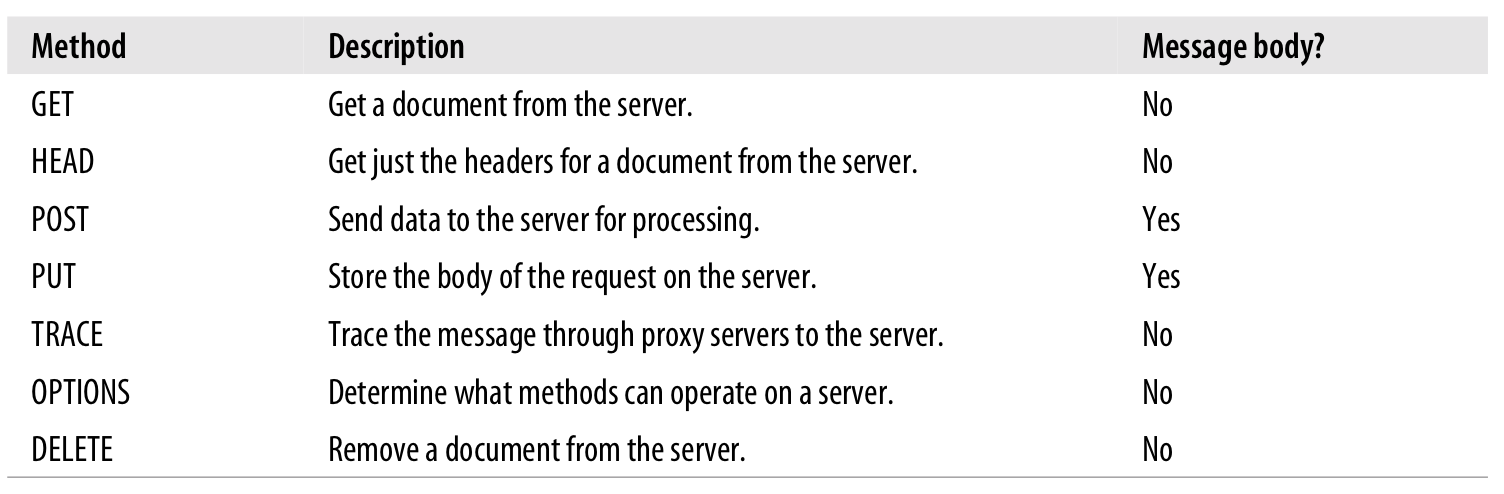 Method Description Message body?
GET Get a document from the server. No
HEAD Get just the headers for a document from the server. No
POST Send data to the server for processing. Yes
PUT Store the body of the request on the server. Yes
TRACE Trace the message through proxy servers to the server. No
OPTIONS Determine what methods can operate on a server. No
DELETE Remove a document from the server. No